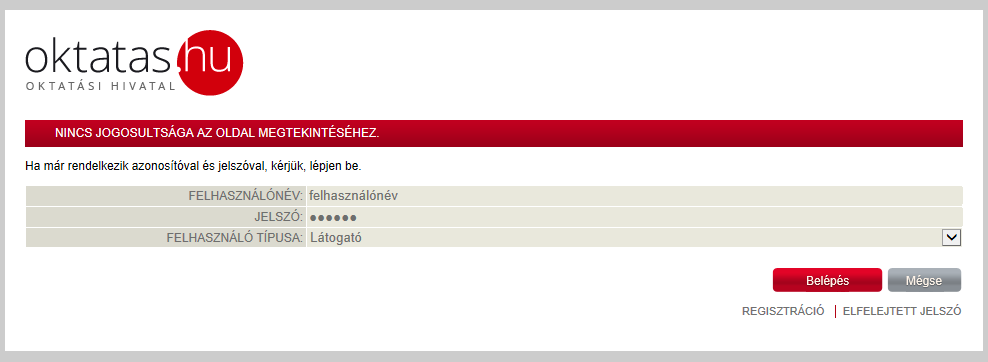 oktatas.hu
OKTATÁSI HIVATAL
NINCS JOGOSULTSÁGA AZ OLDAL MEGTEKINTÉSÉHEZ.
Ha már rendelkezik azonosítóval és jelszóval, kérjük, lépjen be.
FELHASZNÁLÓNÉV: felhasználónév
JELSZÓ: ●●●●●●
FELHASZNÁLÓ TÍPUSA: Látogató
Belépés Mégse
REGISZTRÁCIÓ | ELFELEJTETT JELSZÓ